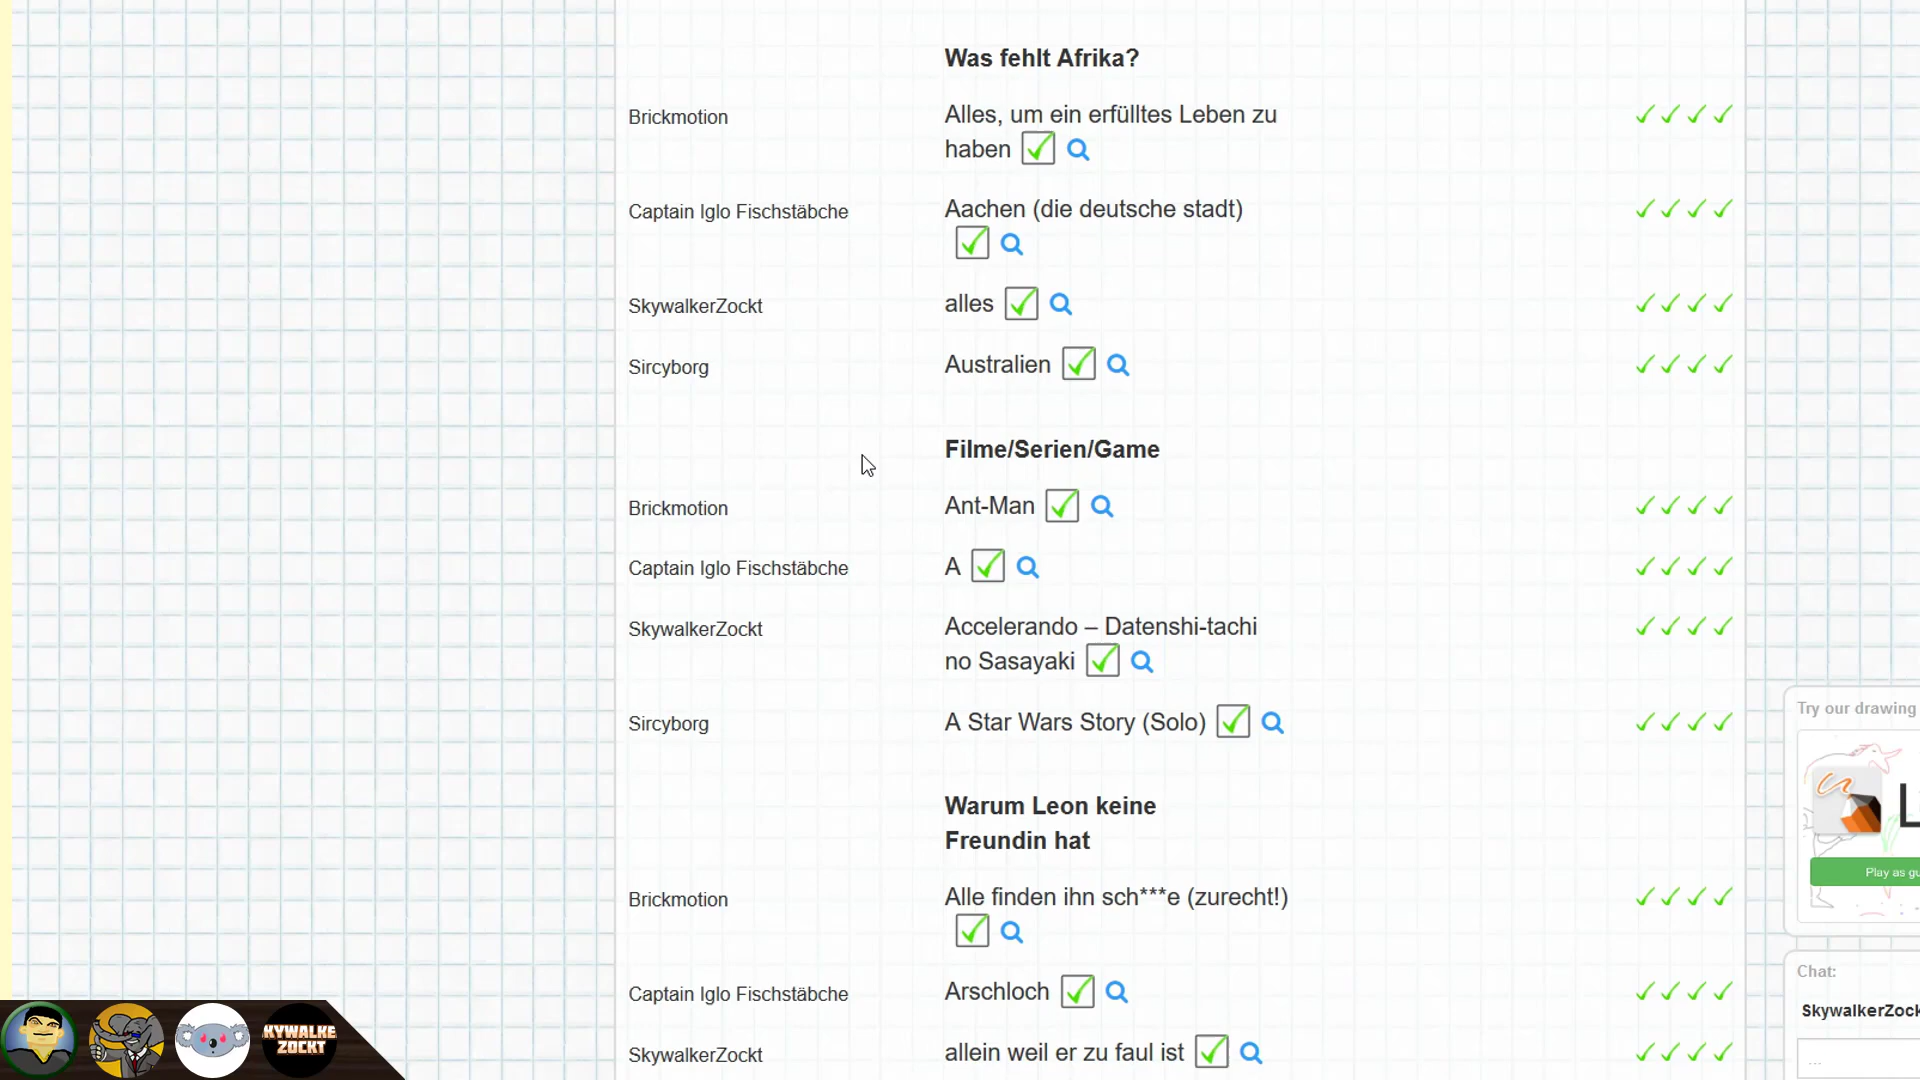 Was fehlt Afrika?
Brickmotion
Alles, um ein erfülltes Leben zu
haben
Captain Iglo Fischstäbche
Aachen (die deutsche stadt)
SkywalkerZockt
alles
Sircyborg
Australien
Filme/Serien/Game
Brickmotion
Ant-Man
Captain Iglo Fischstäbche
A
SkywalkerZockt
Accelerando – Datenshi-tachi
no Sasayaki
Sircyborg
A Star Wars Story (Solo)
Warum Leon keine
Freundin hat
Brickmotion
Alle finden ihn sch***e (zurecht!)
Captain Iglo Fischstäbche
Arschloch
SkywalkerZockt
allein weil er zu faul ist
Try our drawing
L
Play as gu
Chat:
SkywalkerZock
...
KYWALKE
ZOCKT